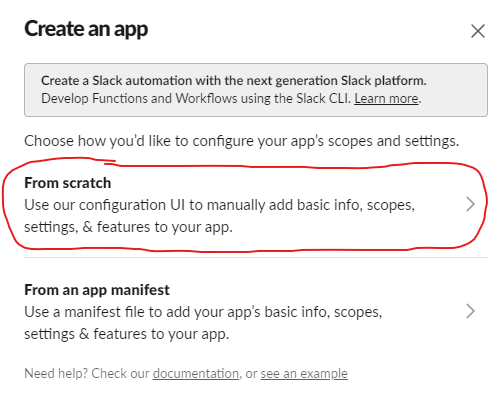 Create an app
Create a Slack automation with the next generation Slack platform.
Develop Functions and Workflows using the Slack CLI. Learn more.
Choose how you'd like to configure your app's scopes and settings.
From scratch
Use our configuration UI to manually add basic info, scopes,
settings, & features to your app.
From an app manifest
Use a manifest file to add your app's basic info, scopes,
settings & features to your app.
Need help? Check our documentation, or see an example